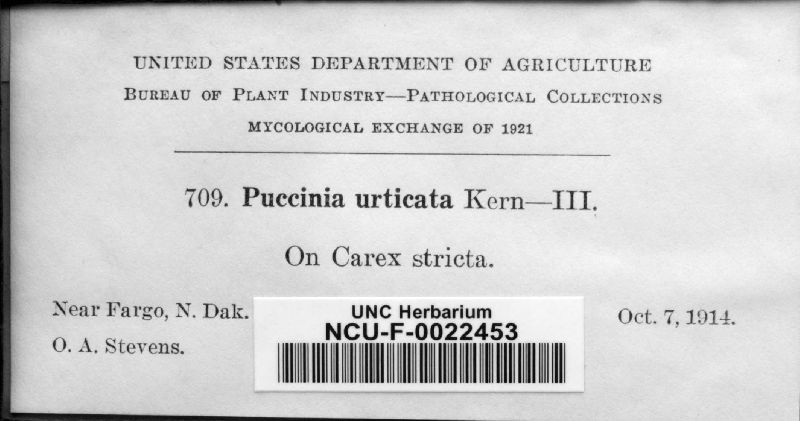 UNITED STATES DEPARTMENT OF AGRICULTURE
BUREAU OF PLANT INDUSTRY—PATHOLOGICAL COLLECTIONS
MYCOLOGICAL EXCHANGE OF 1921
709. Puccinia urticata Kern—III.
On Carex stricta.
Near Fargo, N. Dak.
O. A. Stevens.
UNC Herbarium
NCU-F-0022453
Oct. 7, 1914.